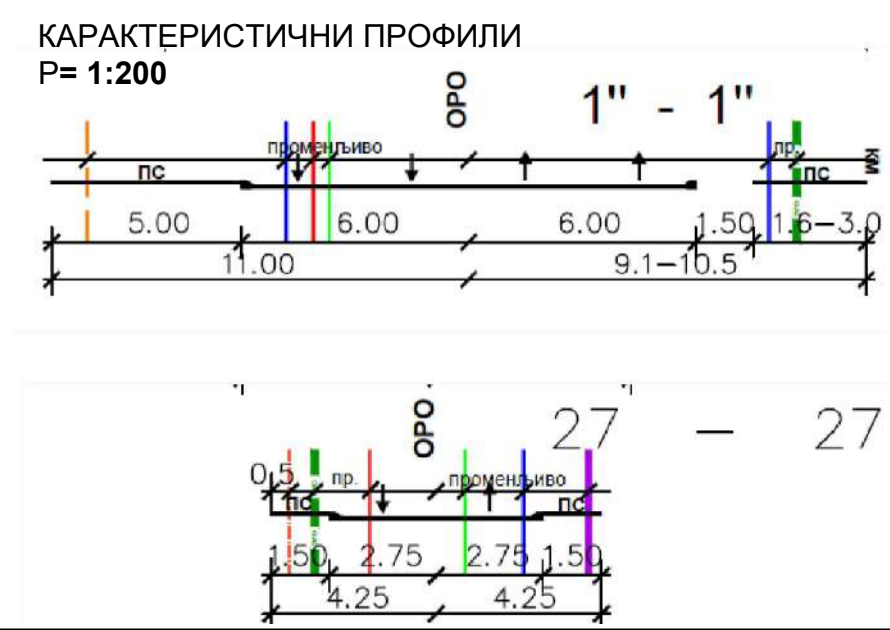 КАРАКТЕРИСТИЧНИ ПРОФИЛИ
Р= 1:200
ОРО
1" - 1"
променљиво
пр.
ПС
ПС
КМ
5.00 6.00 6.00 1.50 1.6-3.0
11.00 9.1-10.5
ОРО
27 - 27
0.5 пр. променљиво
ПС
ПС
1.50 2.75 2.75 1.50
4.25 4.25